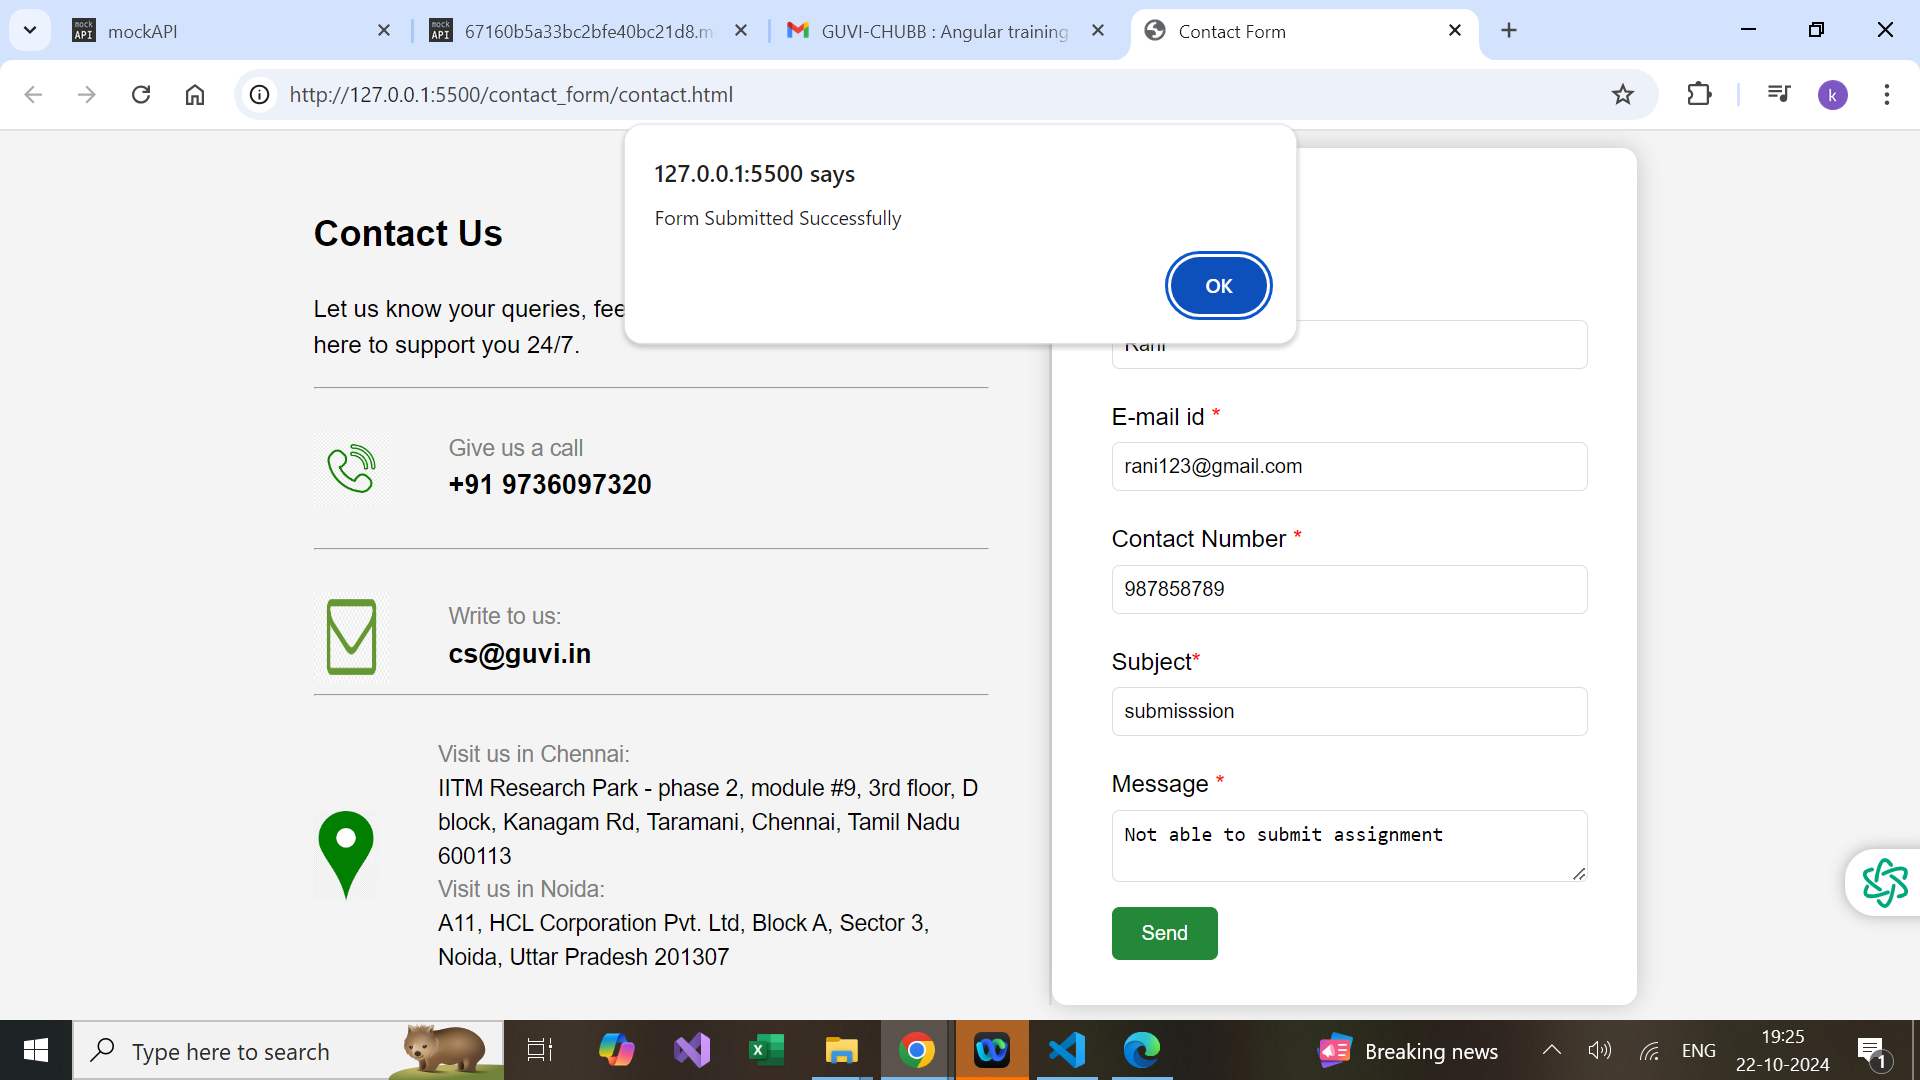 mock
API
mockAPI
mock
API
67160b5a33bc2bfe40bc21d8.m
GUVI-CHUBB : Angular training
Contact Form
http://127.0.0.1:5500/contact_form/contact.html
k
127.0.0.1:5500 says
Form Submitted Successfully
OK
Contact Us
Let us know your queries, fee
here to support you 24/7.
Give us a call
+91 9736097320
Write to us:
cs@guvi.in
Visit us in Chennai:
IITM Research Park - phase 2, module #9, 3rd floor, D
block, Kanagam Rd, Taramani, Chennai, Tamil Nadu
600113
Visit us in Noida:
A11, HCL Corporation Pvt. Ltd, Block A, Sector 3,
Noida, Uttar Pradesh 201307
Rani
E-mail id *
rani123@gmail.com
Contact Number *
987858789
Subject*
submisssion
Message *
Not able to submit assignment
Send
Type here to search
Breaking news
ENG
19:25
22-10-2024
1